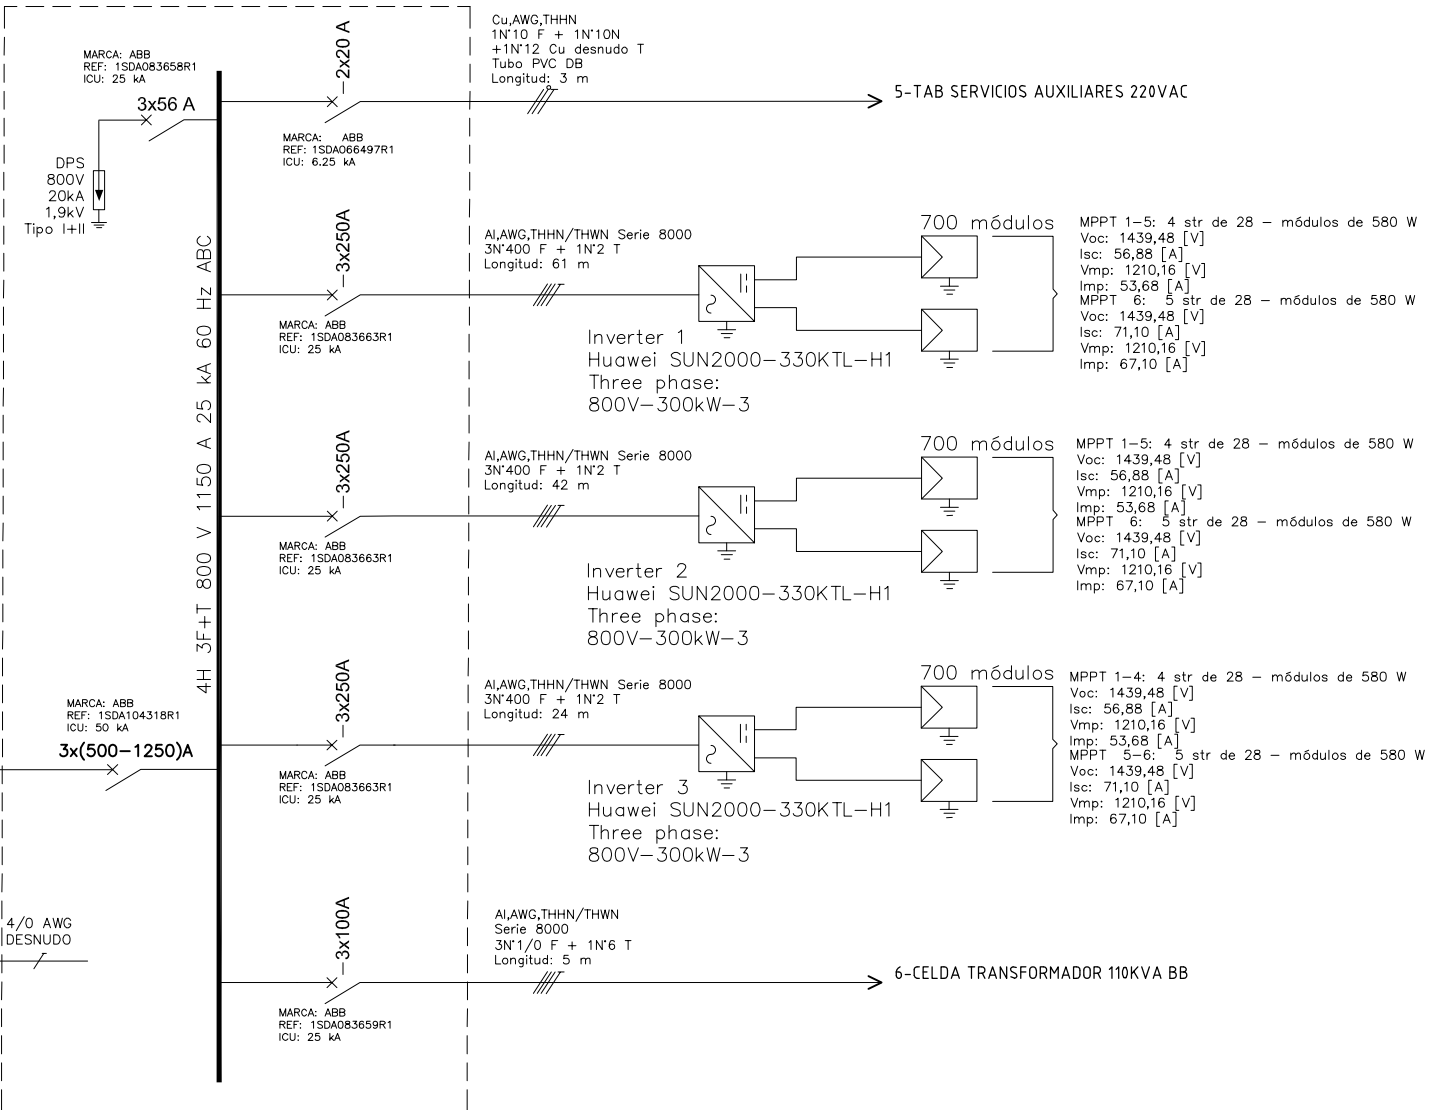 MARCA: ABB
REF: 1SDA083658R1
ICU: 25 kA
3x56 A
DPS
800V
20kA
1,9kV
Tipo I+II
4H 3F+T 800 V 1150 A 25 kA 60 Hz ABC
MARCA: ABB
REF: 1SDA104318R1
ICU: 50 kA
3x(500-1250)A
4/0 AWG
DESNUDO
2x20 A
MARCA: ABB
REF: 1SDA066497R1
ICU: 6.25 kA
Cu,AWG,THHN
1N°10 F + 1N°10N
+1N°12 Cu desnudo T
Tubo PVC DB
Longitud: 3 m
5-TAB SERVICIOS AUXILIARES 220VAC
3x250A
MARCA: ABB
REF: 1SDA083663R1
ICU: 25 kA
Al,AWG,THHN/THWN Serie 8000
3N°400 F + 1N°2 T
Longitud: 61 m
Inverter 1
Huawei SUN2000-330KTL-H1
Three phase:
800V-300kW-3
700 módulos
MPPT 1-5: 4 str de 28 - módulos de 580 W
Voc: 1439,48 [V]
Isc: 56,88 [A]
Vmp: 1210,16 [V]
Imp: 53,68 [A]
MPPT 6: 5 str de 28 - módulos de 580 W
Voc: 1439,48 [V]
Isc: 71,10 [A]
Vmp: 1210,16 [V]
Imp: 67,10 [A]
3x250A
MARCA: ABB
REF: 1SDA083663R1
ICU: 25 kA
Al,AWG,THHN/THWN Serie 8000
3N°400 F + 1N°2 T
Longitud: 42 m
Inverter 2
Huawei SUN2000-330KTL-H1
Three phase:
800V-300kW-3
700 módulos
MPPT 1-5: 4 str de 28 - módulos de 580 W
Voc: 1439,48 [V]
Isc: 56,88 [A]
Vmp: 1210,16 [V]
Imp: 53,68 [A]
MPPT 6: 5 str de 28 - módulos de 580 W
Voc: 1439,48 [V]
Isc: 71,10 [A]
Vmp: 1210,16 [V]
Imp: 67,10 [A]
3x250A
MARCA: ABB
REF: 1SDA083663R1
ICU: 25 kA
Al,AWG,THHN/THWN Serie 8000
3N°400 F + 1N°2 T
Longitud: 24 m
Inverter 3
Huawei SUN2000-330KTL-H1
Three phase:
800V-300kW-3
700 módulos
MPPT 1-4: 4 str de 28 - módulos de 580 W
Voc: 1439,48 [V]
Isc: 56,88 [A]
Vmp: 1210,16 [V]
Imp: 53,68 [A]
MPPT 5-6: 5 str de 28 - módulos de 580 W
Voc: 1439,48 [V]
Isc: 71,10 [A]
Vmp: 1210,16 [V]
Imp: 67,10 [A]
3x100A
MARCA: ABB
REF: 1SDA083659R1
ICU: 25 kA
Al,AWG,THHN/THWN
Serie 8000
3N°1/0 F + 1N°6 T
Longitud: 5 m
6-CELDA TRANSFORMADOR 110KVA BB